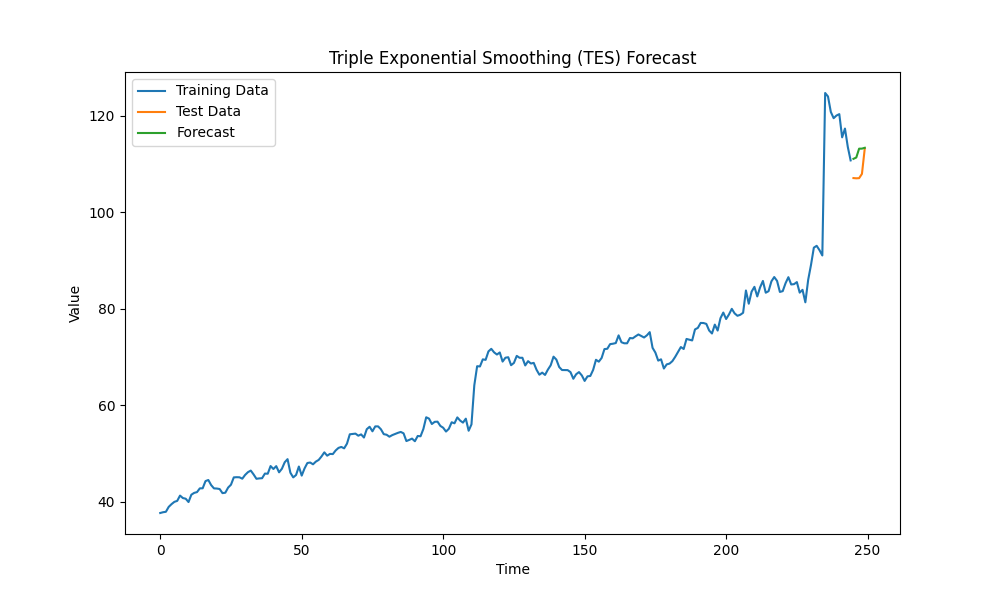 Triple Exponential Smoothing (TES) Forecast
Training Data
Test Data
Forecast
120
100
80
60
40
Value
0 50 100 150 200 250
Time